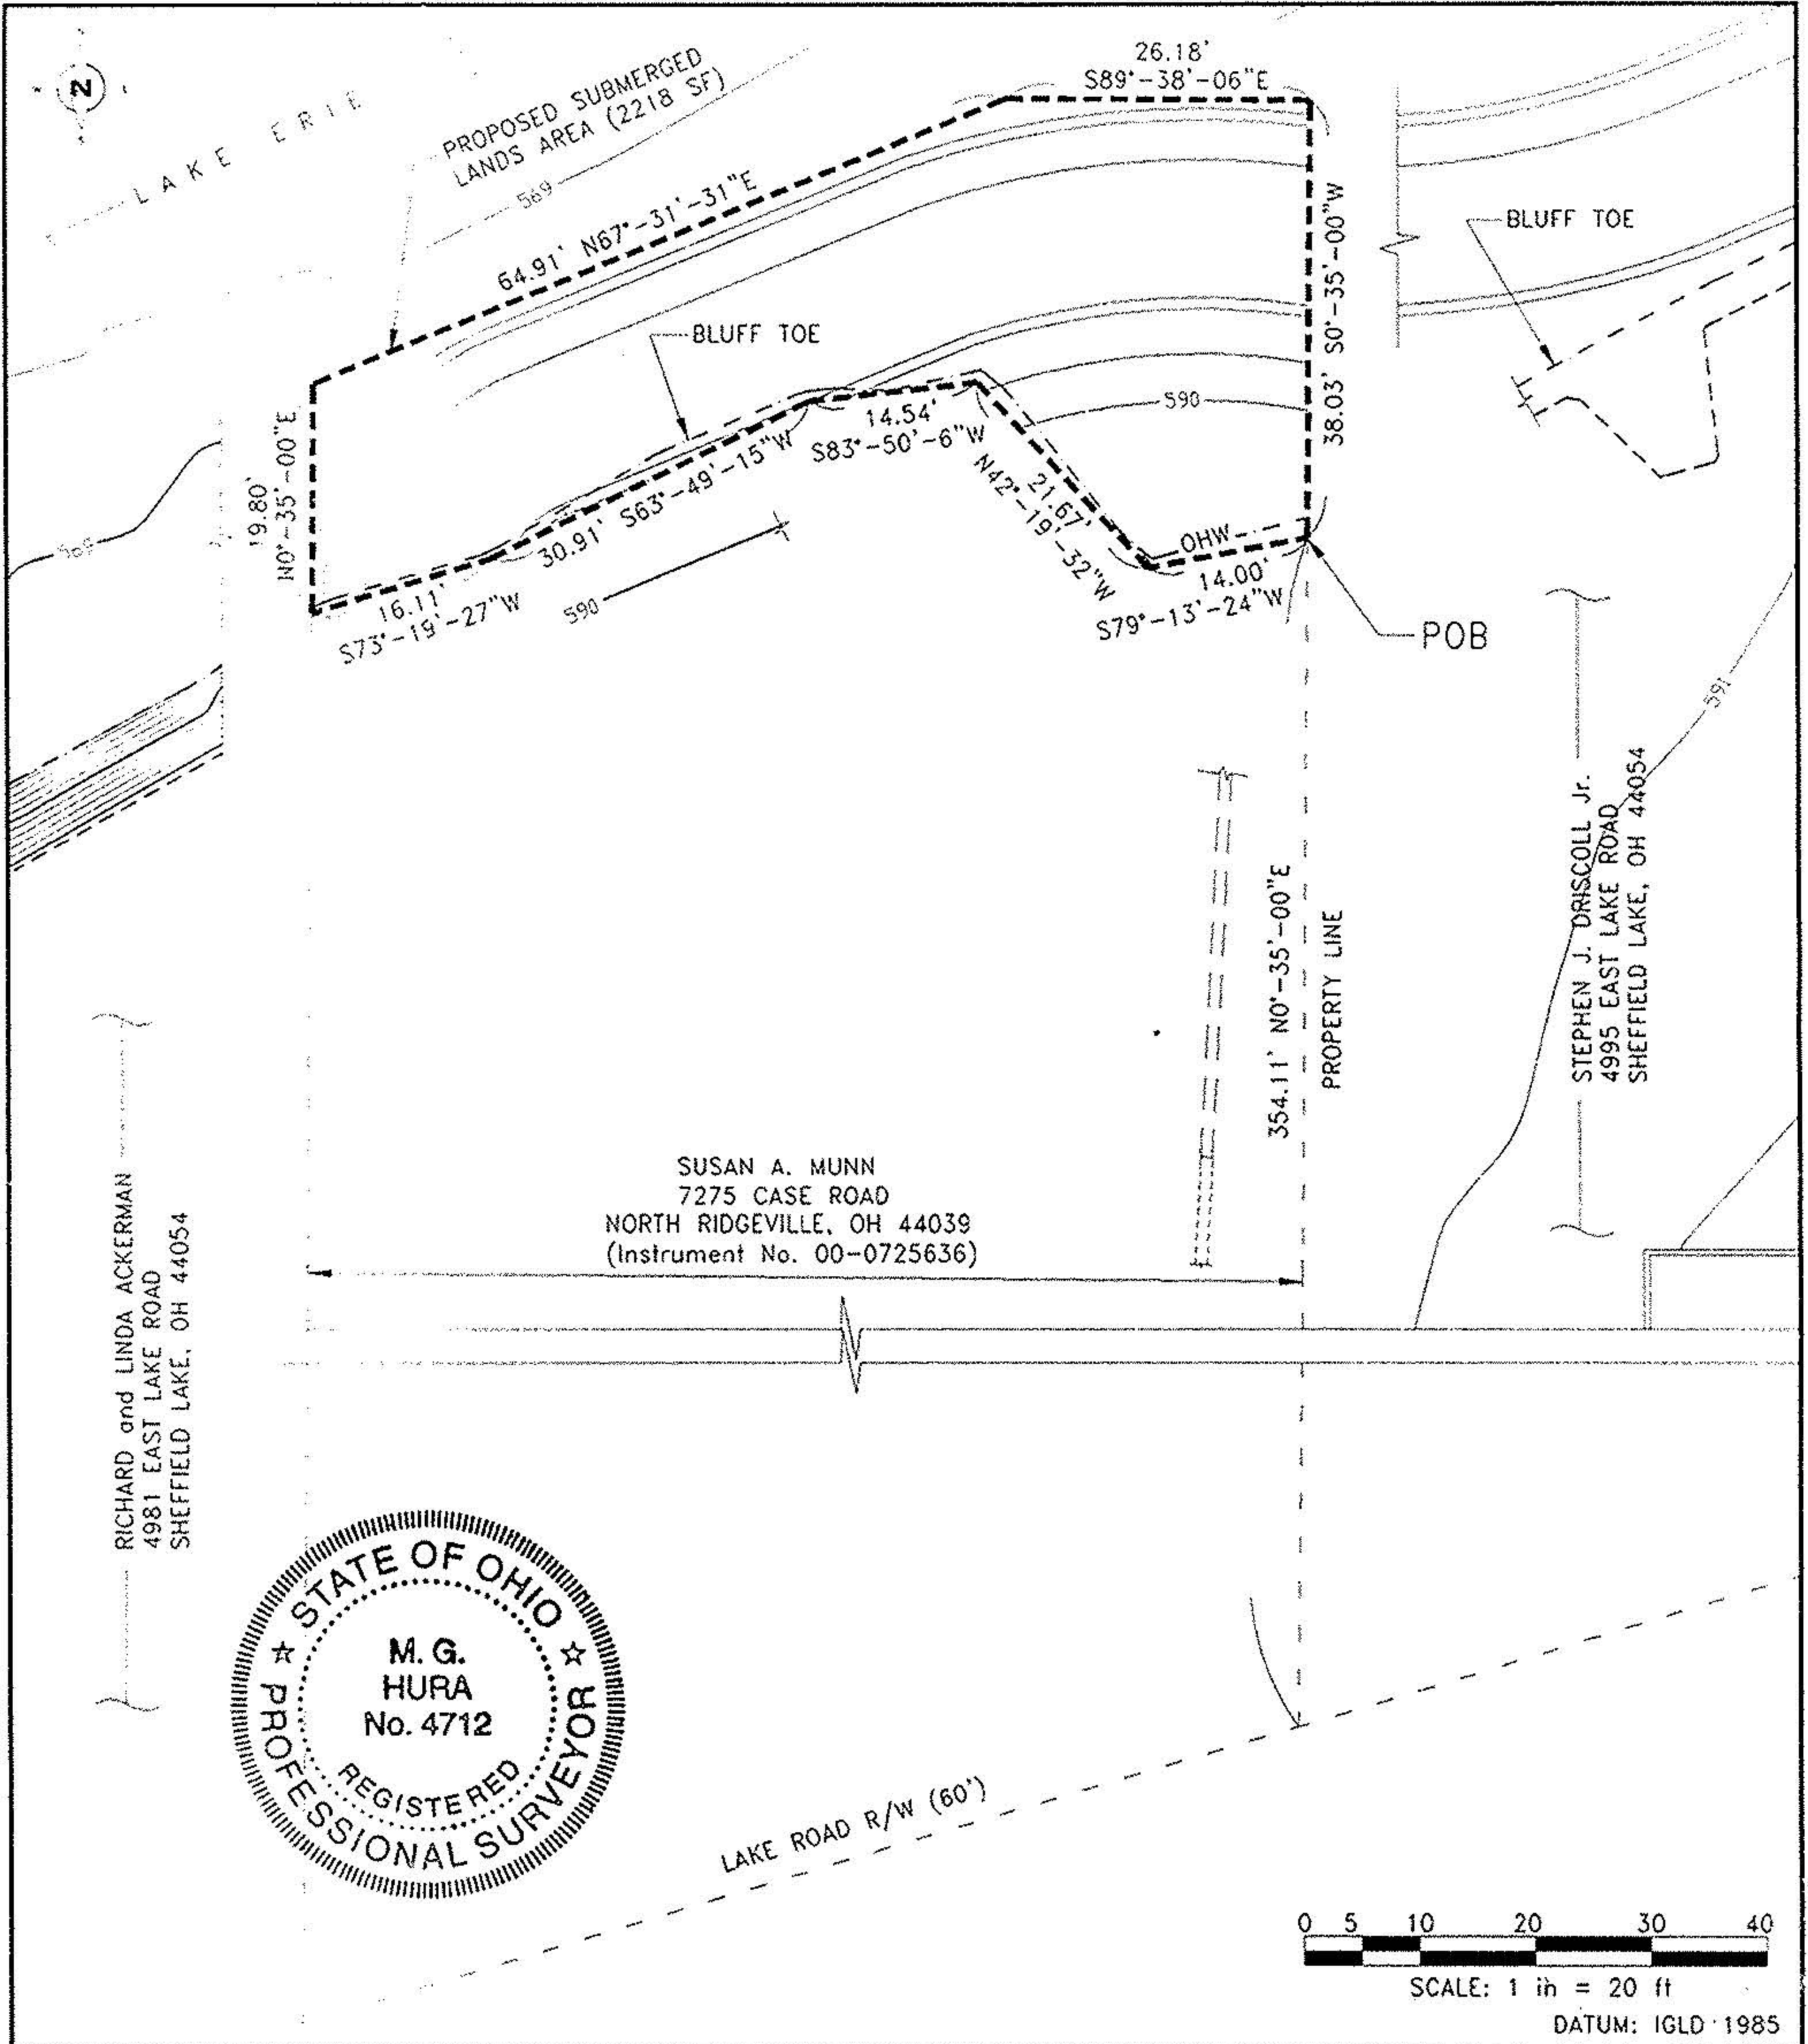 N
LAKE ERIE
PROPOSED SUBMERGED
LANDS AREA (2218 SF)
569
26.18'
S89°-38'-06"E
64.91' N67°-31'-31"E
38.03' S0°-35'-00"W
BLUFF TOE
BLUFF TOE
19.80'
N0°-35'-00"E
590
14.54'
S83°-50'-6"W
30.91' S63°-49'-15"W
21.67'
N42°-19'-32"W
OHW
14.00'
S79°-13'-24"W
16.11'
S73°-19'-27"W
590
POB
591
354.11' N0°-35'-00"E
PROPERTY LINE
STEPHEN J. DRISCOLL Jr.
4995 EAST LAKE ROAD
SHEFFIELD LAKE, OH 44054
SUSAN A. MUNN
7275 CASE ROAD
NORTH RIDGEVILLE, OH 44039
(Instrument No. 00-0725636)
RICHARD and LINDA ACKERMAN
4981 EAST LAKE ROAD
SHEFFIELD LAKE, OH 44054
STATE OF OHIO
M. G.
HURA
No. 4712
REGISTERED
PROFESSIONAL SURVEYOR
LAKE ROAD R/W (60')
0 5 10 20 30 40
SCALE: 1 in = 20 ft
DATUM: IGLD 1985